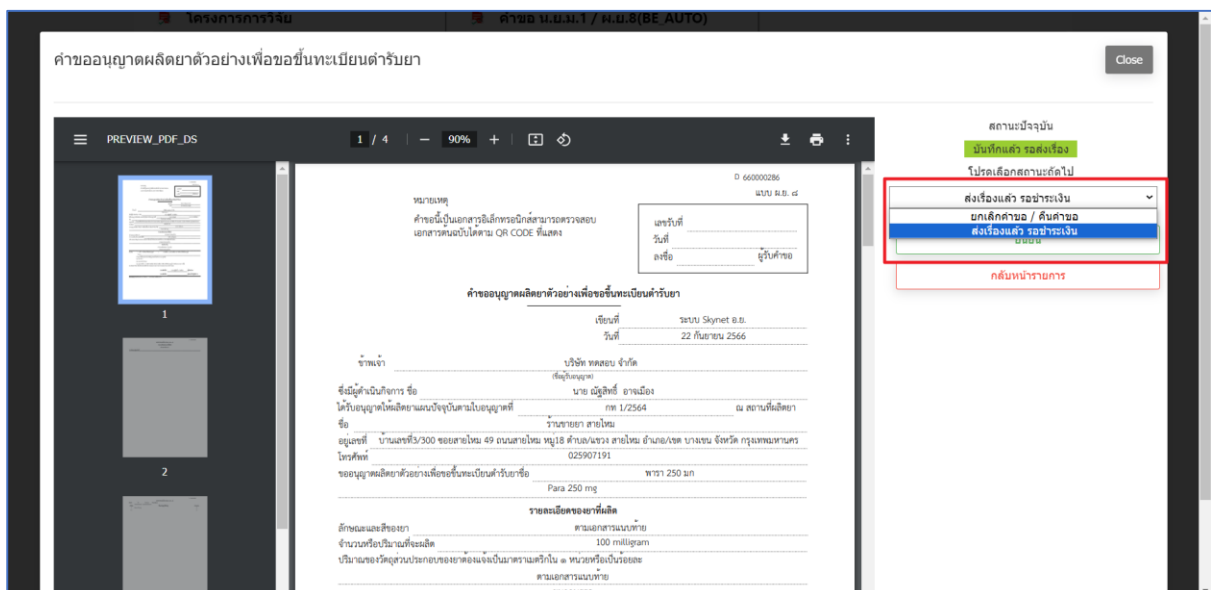 โครงการการวิจัย
คำขอ น.ย.ม.1 / ผ.ย.8(BE_AUTO)
คำขออนุญาตผลิตยาตัวอย่างเพื่อขอขึ้นทะเบียนตำรับยา
Close
PREVIEW_PDF_DS
1 / 4
90%
1
2
D 660000286
แบบ ผ.ย. ๘
หมายเหตุ
คำขอนี้เป็นเอกสารอิเล็กทรอนิกส์สามารถตรวจสอบ
เอกสารต้นฉบับได้ตาม QR CODE ที่แสดง
เลขรับที่
วันที่
ลงชื่อ ผู้รับคำขอ
คำขออนุญาตผลิตยาตัวอย่างเพื่อขอขึ้นทะเบียนตำรับยา
เขียนที่ ระบบ Skynet อ.ย.
วันที่ 22 กันยายน 2566
ข้าพเจ้า บริษัท ทดสอบ จำกัด
(ชื่อผู้รับอนุญาต)
ซึ่งมีผู้ดำเนินกิจการ ชื่อ นาย ณัฐสิทธิ์ อาจเมือง
ได้รับอนุญาตให้ผลิตยาแผนปัจจุบันตามใบอนุญาตที่ กท 1/2564 ณ สถานที่ผลิตยา
ชื่อ ร้านขายยา สายไหม
อยู่เลขที่ บ้านเลขที่3/300 ซอยสายไหม 49 ถนนสายไหม หมู่18 ตำบล/แขวง สายไหม อำเภอ/เขต บางเขน จังหวัด กรุงเทพมหานคร
โทรศัพท์ 025907191
ขออนุญาตผลิตยาตัวอย่างเพื่อขอขึ้นทะเบียนตำรับยาชื่อ พารา 250 มก
Para 250 mg
รายละเอียดของยาที่ผลิต
ลักษณะและสีของยา ตามเอกสารแนบท้าย
จำนวนหรือปริมาณที่จะผลิต 100 milligram
ปริมาณของวัตถุส่วนประกอบของยาต้องแจ้งเป็นมาตราเมตริกใน ๑ หน่วยหรือเป็นร้อยละ
ตามเอกสารแนบท้าย
สถานะปัจจุบัน
บันทึกแล้ว รอส่งเรื่อง
โปรดเลือกสถานะถัดไป
ส่งเรื่องแล้ว รอชำระเงิน
ยกเลิกคำขอ / คืนคำขอ
ส่งเรื่องแล้ว รอชำระเงิน
กลับหน้ารายการ